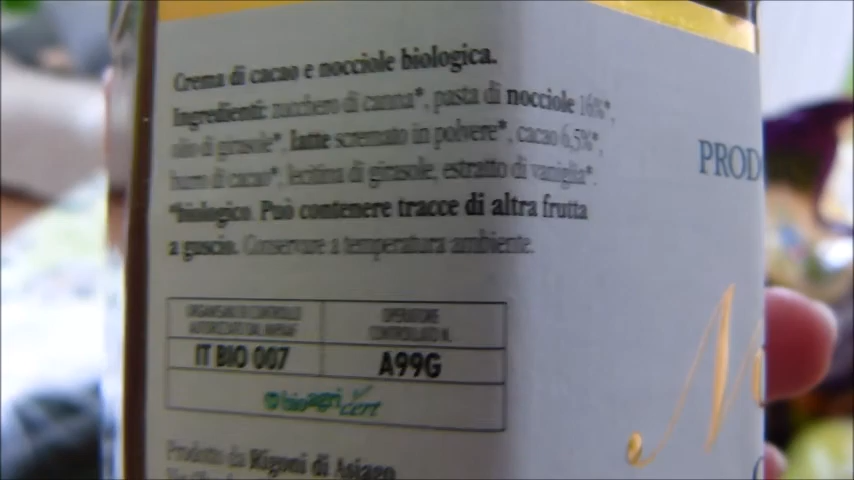 Crema di cacao e nocciole biologica.
Ingredienti: zucchero di canna*, pasta di nocciole 16%*,
olio di girasole*, latte scremato in polvere*, cacao 6,5%*,
burro di cacao*, lecitina di girasole, estratto di vaniglia*.
*biologico. Può contenere tracce di altra frutta
a guscio. Conservare a temperatura ambiente.
PROD
ORGANISMO DI CONTROLLO
AUTORIZZATO DAL MIPAAF
OPERATORE
CONTROLLATO N.
IT BIO 007
A99G
bioagricert
Prodotto da Rigoni di Asiago